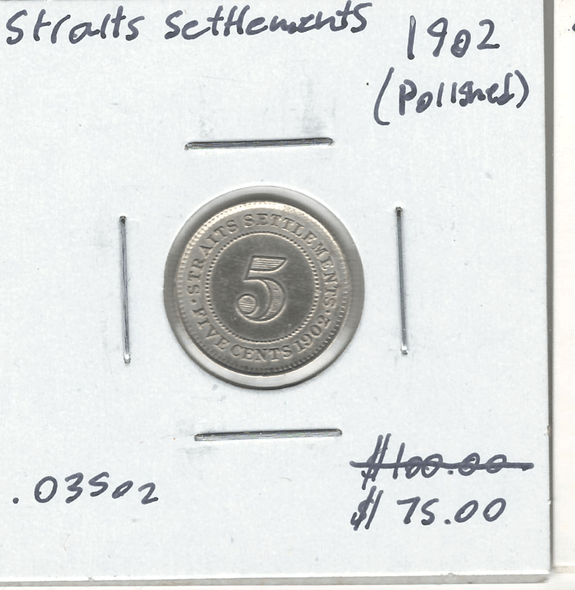 Straits Settlements
1902
(Polished)
STRAITS SETTLEMENTS
5
FIVE CENTS 1902
.035oz
$100.00
$75.00